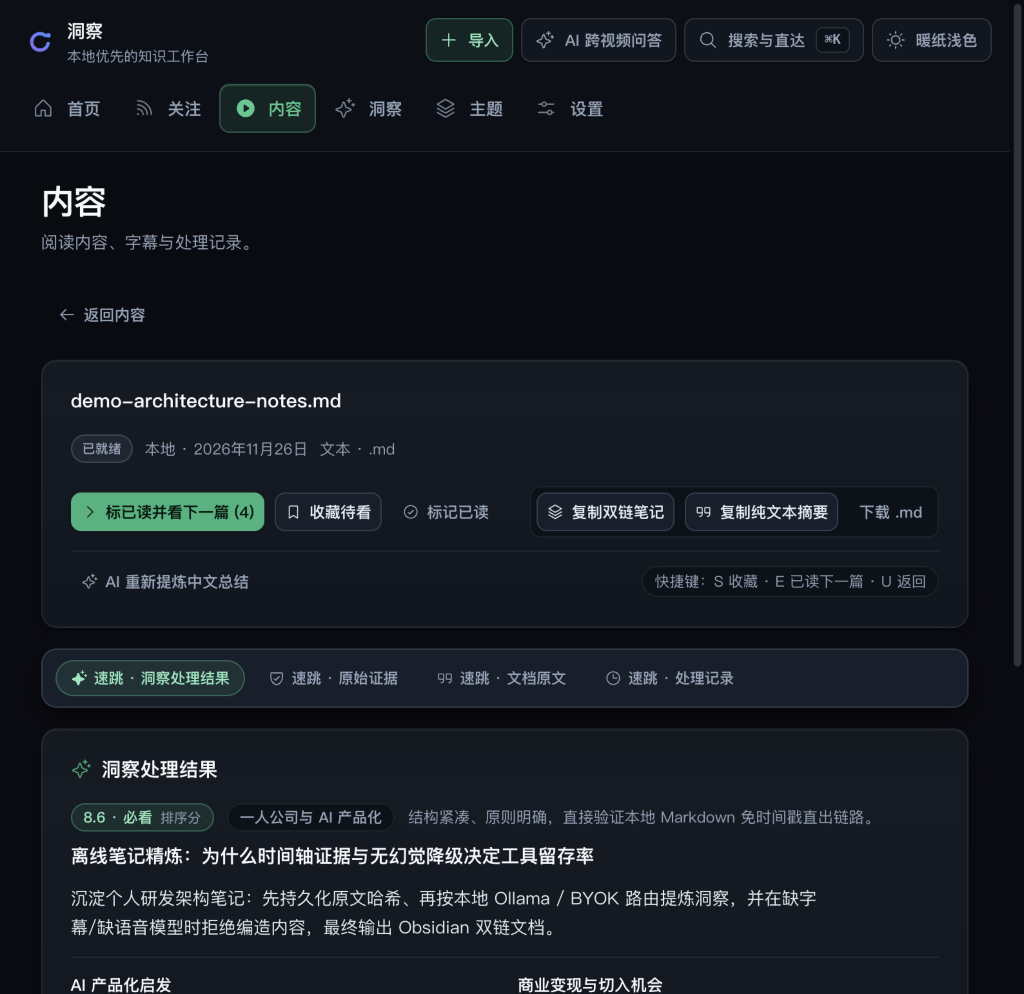 洞察
本地优先的知识工作台
导入
AI 跨视频问答
搜索与直达 ⌘K
暖纸浅色
首页
关注
内容
洞察
主题
设置
内容
阅读内容、字幕与处理记录。
← 返回内容
demo-architecture-notes.md
已就绪 本地 · 2026年11月26日 文本 · .md
标已读并看下一篇 (4)
收藏待看
标记已读
复制双链笔记
复制纯文本摘要
下载 .md
AI 重新提炼中文总结
快捷键：S 收藏 · E 已读下一篇 · U 返回
速跳 · 洞察处理结果
速跳 · 原始证据
速跳 · 文档原文
速跳 · 处理记录
洞察处理结果
8.6 · 必看 排序分
一人公司与 AI 产品化
结构紧凑、原则明确，直接验证本地 Markdown 免时间戳直出链路。
离线笔记精炼：为什么时间轴证据与无幻觉降级决定工具留存率
沉淀个人研发架构笔记：先持久化原文哈希、再按本地 Ollama / BYOK 路由提炼洞察，并在缺字
幕/缺语音模型时拒绝编造内容，最终输出 Obsidian 双链文档。
AI 产品化启发
商业变现与切入机会